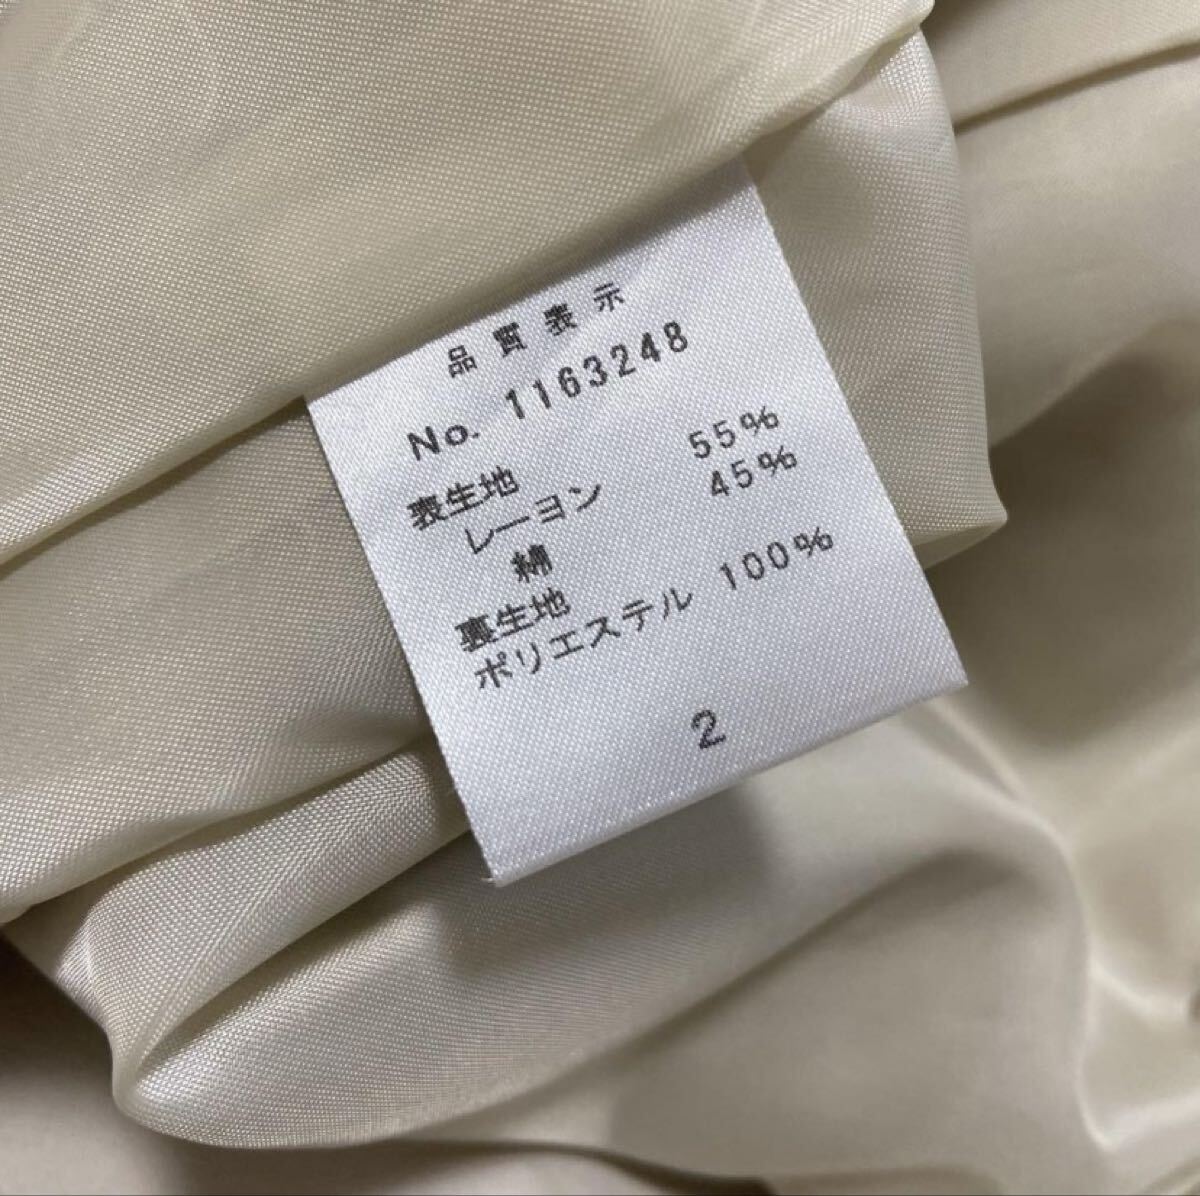 品質表示
No. 1163248
表生地
レーヨン 55%
綿 45%
裏生地
ポリエステル 100%
2